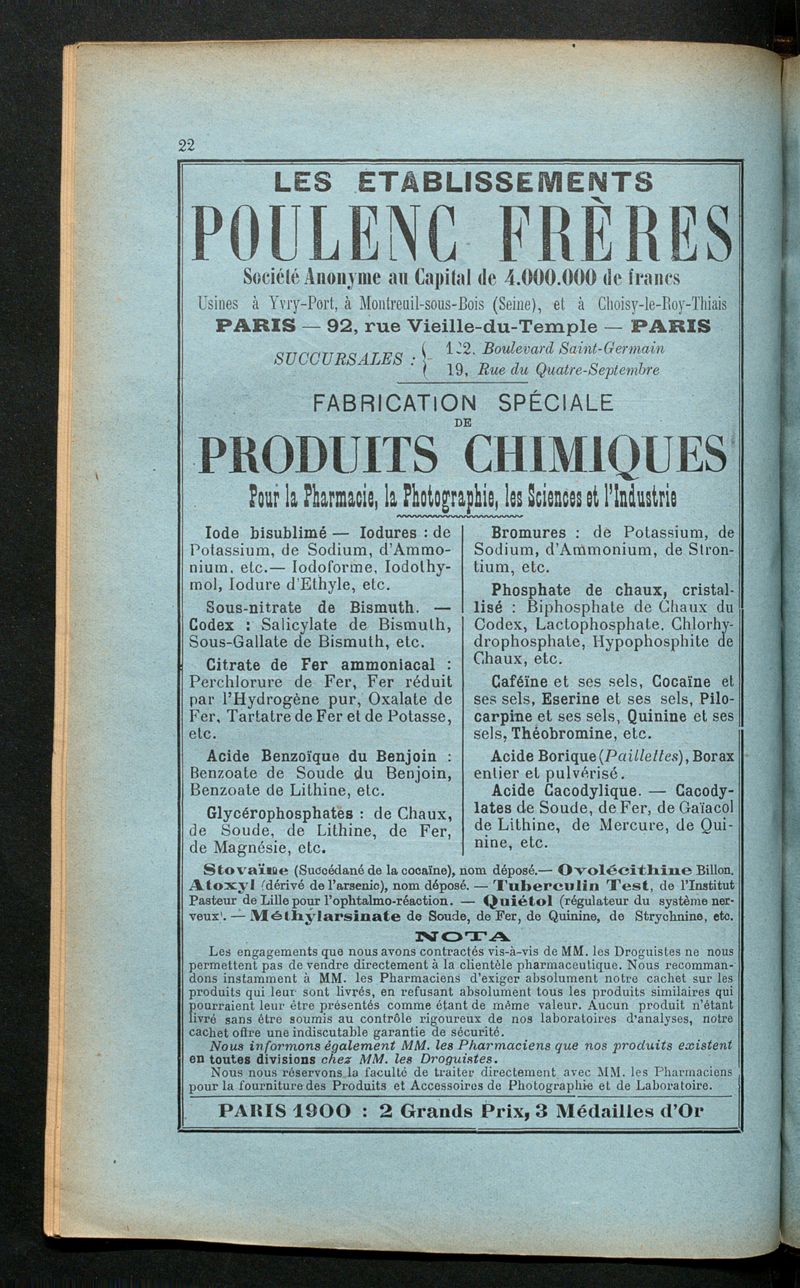 22
LES ETABLISSEMENTS
POULENC FRÈRES
Société Anonyme au Capital de 4.000.000 de francs
Usines à Yvry-Port, à Montreuil-sous-Bois (Seine), et à Choisy-le-Roy-Thiais
PARIS — 92, rue Vieille-du-Temple — PARIS
SUCCURSALES :
122, Boulevard Saint-Germain
19, Rue du Quatre-Septembre
FABRICATION SPÉCIALE
DE
PRODUITS CHIMIQUES
Pour la Pharmacie, la Photographie, les Sciences et l'Industrie
Iode bisublimé — Iodures : de
Potassium, de Sodium, d'Ammo-
nium, etc.— Iodoforme, Iodothy-
mol, Iodure d'Ethyle, etc.
Sous-nitrate de Bismuth. —
Codex : Salicylate de Bismuth,
Sous-Gallate de Bismuth, etc.
Citrate de Fer ammoniacal :
Perchlorure de Fer, Fer réduit
par l'Hydrogène pur, Oxalate de
Fer, Tartatre de Fer et de Potasse,
etc.
Acide Benzoïque du Benjoin :
Benzoate de Soude du Benjoin,
Benzoate de Lithine, etc.
Glycérophosphates : de Chaux,
de Soude, de Lithine, de Fer,
de Magnésie, etc.
Bromures : de Potassium, de
Sodium, d'Ammonium, de Stron-
tium, etc.
Phosphate de chaux, cristal-
lisé : Biphosphate de Chaux du
Codex, Lactophosphate, Chlorhy-
drophosphate, Hypophosphite de
Chaux, etc.
Caféïne et ses sels, Cocaïne et
ses sels, Eserine et ses sels, Pilo-
carpine et ses sels, Quinine et ses
sels, Théobromine, etc.
Acide Borique (Paillettes), Borax
entier et pulvérisé.
Acide Cacodylique. — Cacody-
lates de Soude, de Fer, de Gaïacol
de Lithine, de Mercure, de Qui-
nine, etc.
Stovaïne (Succédané de la cocaïne), nom déposé.— Ovolécithine Billon.
Atoxyl (dérivé de l'arsenic), nom déposé. — Tuberculin Test, de l'Institut
Pasteur de Lille pour l'ophtalmo-réaction. — Quiétol (régulateur du système ner-
veux). — Méthylarsinate de Soude, de Fer, de Quinine, de Strychnine, etc.
NOTA
Les engagements que nous avons contractés vis-à-vis de MM. les Droguistes ne nous
permettent pas de vendre directement à la clientèle pharmaceutique. Nous recomman-
dons instamment à MM. les Pharmaciens d'exiger absolument notre cachet sur les
produits qui leur sont livrés, en refusant absolument tous les produits similaires qui
pourraient leur être présentés comme étant de même valeur. Aucun produit n'étant
livré sans être soumis au contrôle rigoureux de nos laboratoires d'analyses, notre
cachet offre une indiscutable garantie de sécurité.
Nous informons également MM. les Pharmaciens que nos produits existent
en toutes divisions chez MM. les Droguistes.
Nous nous réservons la faculté de traiter directement avec MM. les Pharmaciens
pour la fourniture des Produits et Accessoires de Photographie et de Laboratoire.
PARIS 1900 : 2 Grands Prix, 3 Médailles d'Or